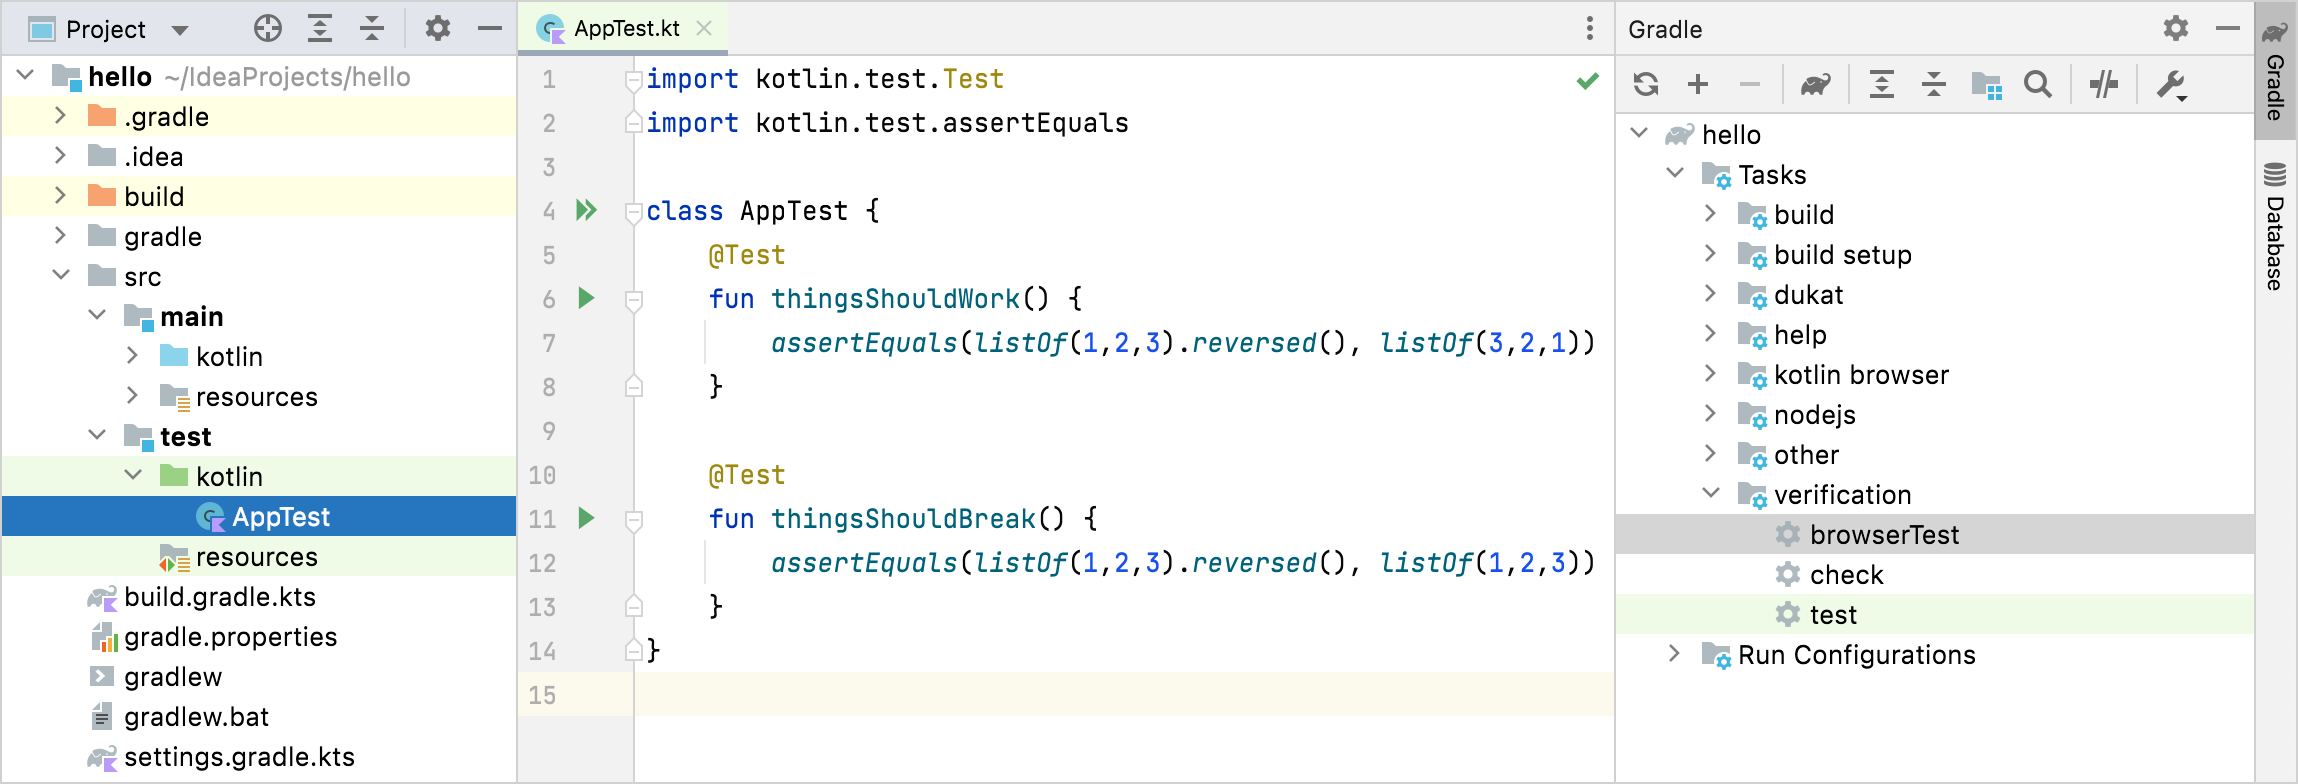 Project
hello ~/IdeaProjects/hello
.gradle
.idea
build
gradle
src
main
kotlin
resources
test
kotlin
AppTest
resources
build.gradle.kts
gradle.properties
gradlew
gradlew.bat
settings.gradle.kts
AppTest.kt
1 import kotlin.test.Test
2 import kotlin.test.assertEquals
3
4 class AppTest {
5 @Test
6 fun thingsShouldWork() {
7 assertEquals(listOf(1,2,3).reversed(), listOf(3,2,1))
8 }
9
10 @Test
11 fun thingsShouldBreak() {
12 assertEquals(listOf(1,2,3).reversed(), listOf(1,2,3))
13 }
14 }
15
Gradle
hello
Tasks
build
build setup
dukat
help
kotlin browser
nodejs
other
verification
browserTest
check
test
Run Configurations
Gradle
Database